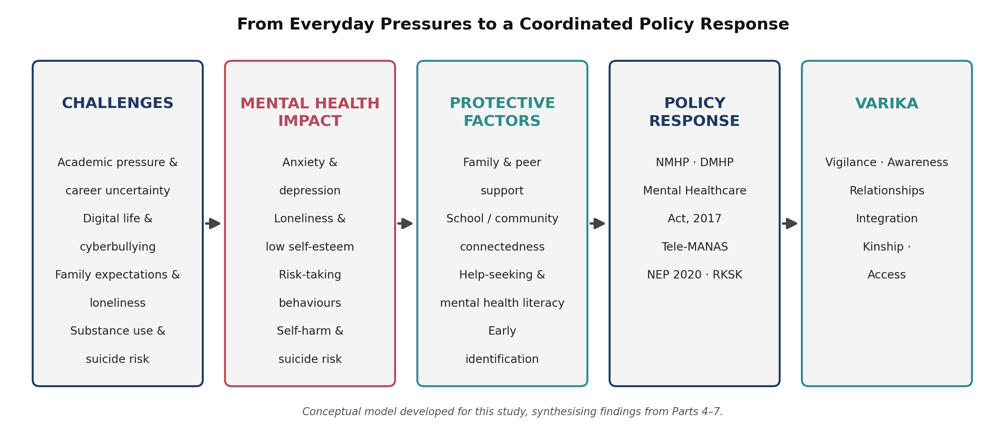 From Everyday Pressures to a Coordinated Policy Response
CHALLENGES
Academic pressure &
career uncertainty
Digital life &
cyberbullying
Family expectations &
loneliness
Substance use &
suicide risk
MENTAL HEALTH
IMPACT
Anxiety &
depression
Loneliness &
low self-esteem
Risk-taking
behaviours
Self-harm &
suicide risk
PROTECTIVE
FACTORS
Family & peer
support
School / community
connectedness
Help-seeking &
mental health literacy
Early
identification
POLICY
RESPONSE
NMHP · DMHP
Mental Healthcare
Act, 2017
Tele-MANAS
NEP 2020 · RKSK
VARIKA
Vigilance · Awareness
Relationships
Integration
Kinship ·
Access
Conceptual model developed for this study, synthesising findings from Parts 4–7.